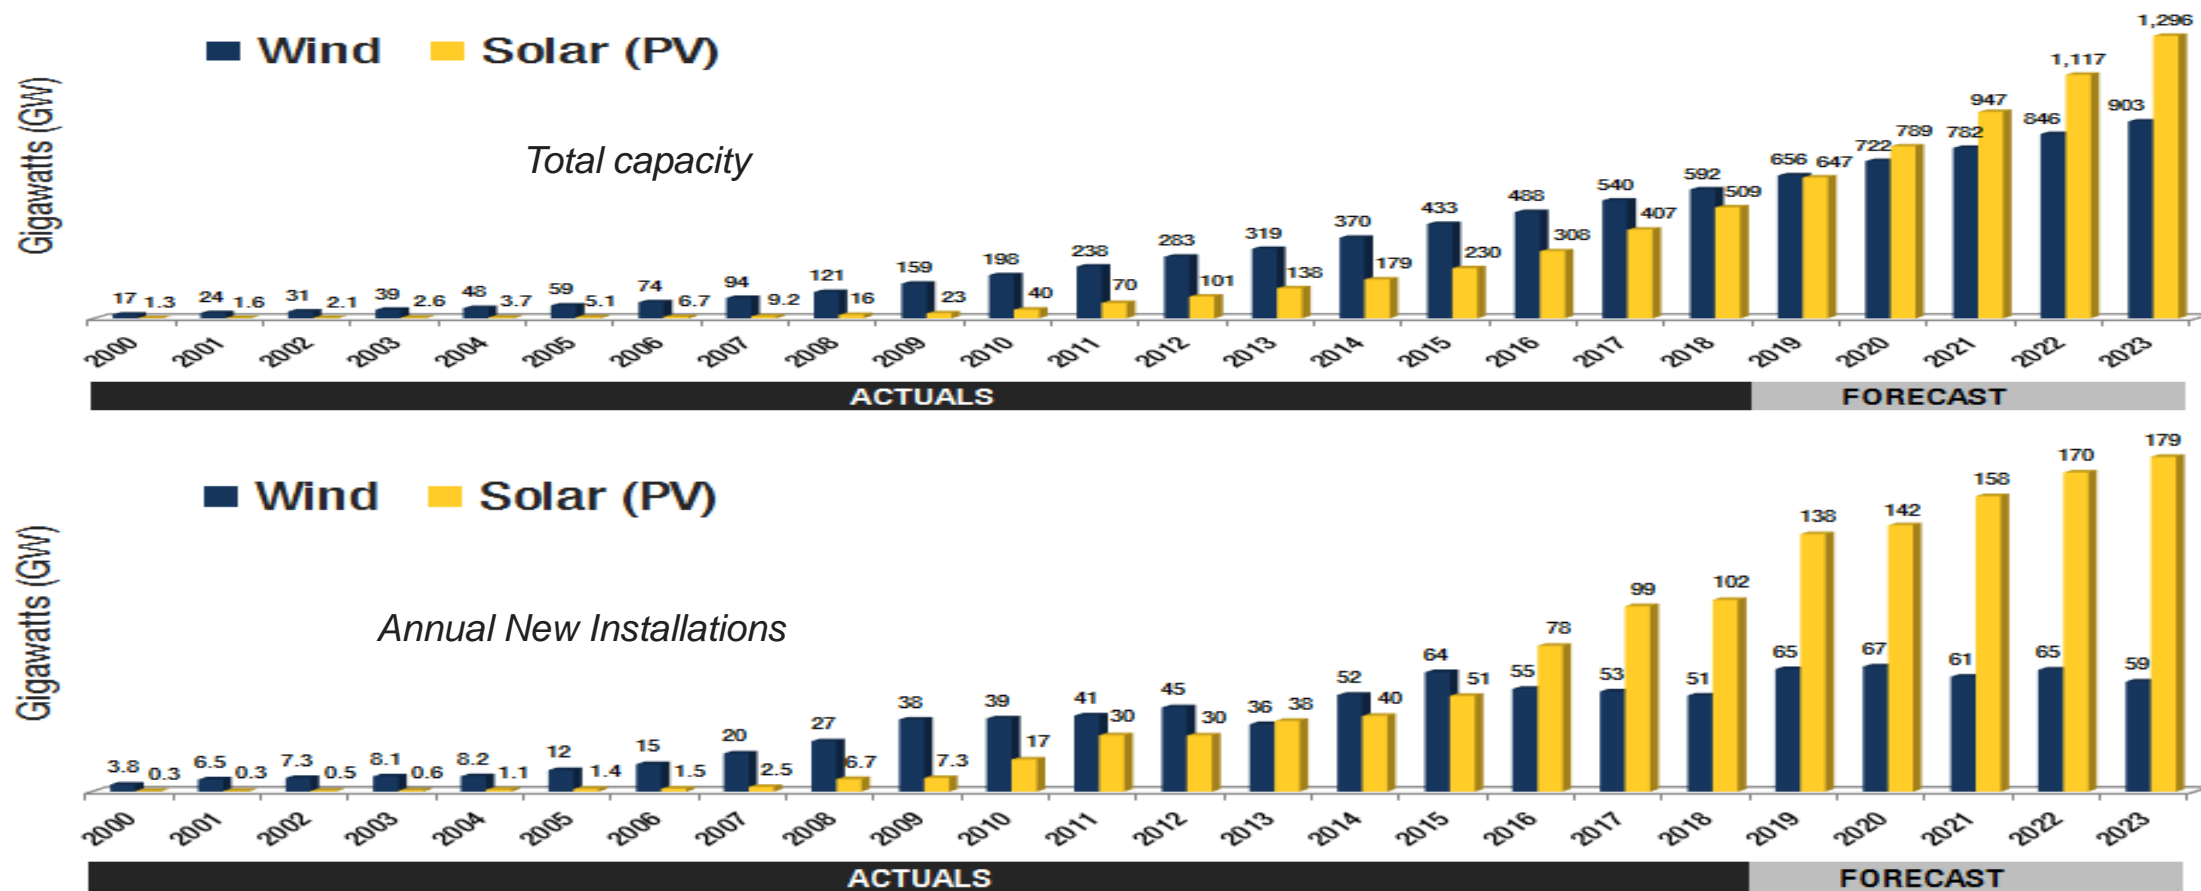 Wind Solar (PV)
Gigawatts (GW)
Total capacity
17 1.3 24 1.6 31 2.1 39 2.6 48 3.7 59 5.1 74 6.7 94 9.2 121 16 159 23 198 40 238 70 283 101 319 138 370 179 433 230 488 308 540 407 592 509 656 647 722 789 782 947 846 1,117 903 1,296
2000 2001 2002 2003 2004 2005 2006 2007 2008 2009 2010 2011 2012 2013 2014 2015 2016 2017 2018 2019 2020 2021 2022 2023
ACTUALS FORECAST
Wind Solar (PV)
Gigawatts (GW)
Annual New Installations
3.8 0.3 6.5 0.3 7.3 0.5 8.1 0.6 8.2 1.1 12 1.4 15 1.5 20 2.5 27 6.7 38 7.3 39 17 41 30 45 30 36 38 52 40 64 51 55 78 53 99 51 102 65 138 67 142 61 158 65 170 59 179
2000 2001 2002 2003 2004 2005 2006 2007 2008 2009 2010 2011 2012 2013 2014 2015 2016 2017 2018 2019 2020 2021 2022 2023
ACTUALS FORECAST